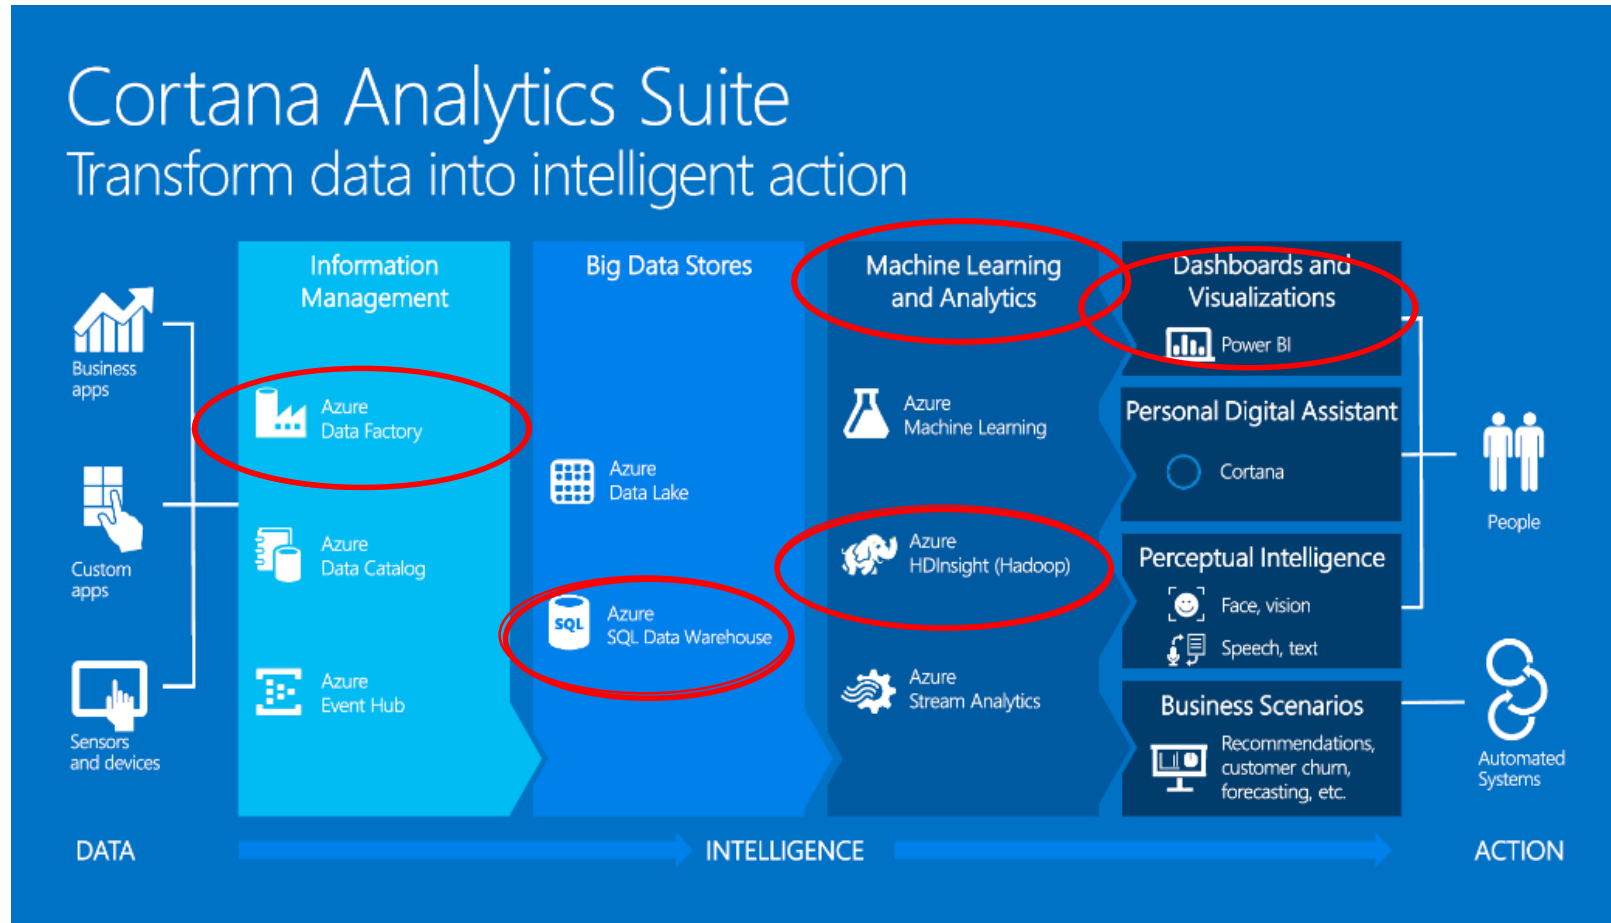 Cortana Analytics Suite
Transform data into intelligent action
Business
apps
Custom
apps
Sensors
and devices
Information
Management
Azure
Data Factory
Azure
Data Catalog
Azure
Event Hub
Big Data Stores
Azure
Data Lake
SQL
Azure
SQL Data Warehouse
Machine Learning
and Analytics
Azure
Machine Learning
Azure
HDInsight (Hadoop)
Azure
Stream Analytics
Dashboards and
Visualizations
Power BI
Personal Digital Assistant
Cortana
Perceptual Intelligence
Face, vision
Speech, text
Business Scenarios
Recommendations,
customer churn,
forecasting, etc.
People
Automated
Systems
DATA
INTELLIGENCE
ACTION